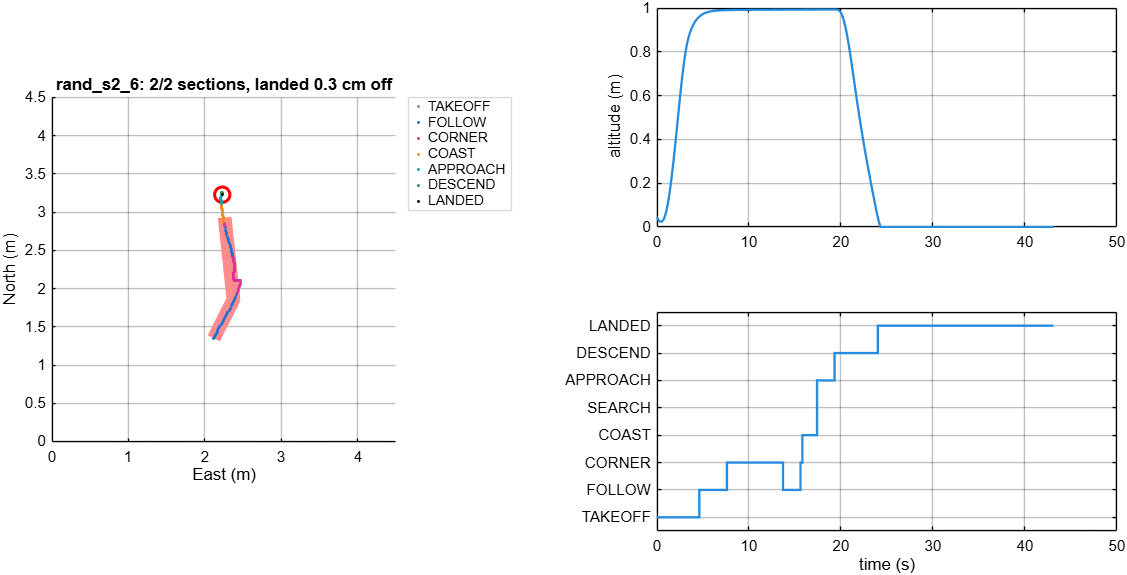 rand_s2_6: 2/2 sections, landed 0.3 cm off
4.5
4
3.5
3
2.5
2
1.5
1
0.5
0
North (m)
0
1
2
3
4
East (m)
TAKEOFF
FOLLOW
CORNER
COAST
APPROACH
DESCEND
LANDED
1
0.8
0.6
0.4
0.2
0
altitude (m)
0
10
20
30
40
50
LANDED
DESCEND
APPROACH
SEARCH
COAST
CORNER
FOLLOW
TAKEOFF
0
10
20
30
40
50
time (s)